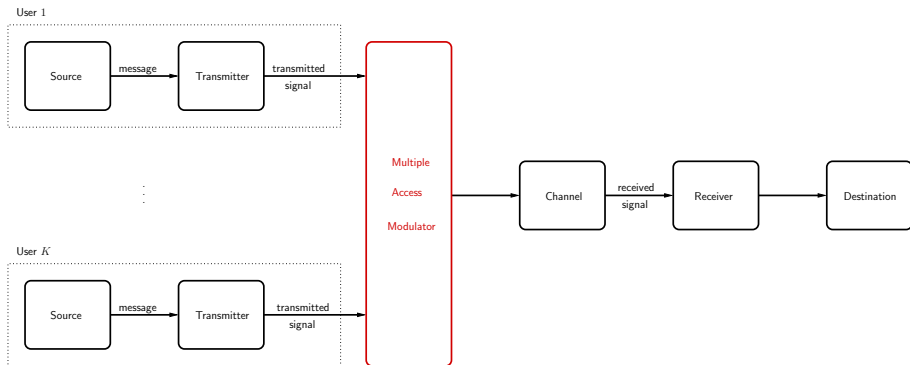 User 1
Source
message
Transmitter
transmitted
signal
Multiple
Access
Modulator
Channel
received
signal
Receiver
Destination
User K
Source
message
Transmitter
transmitted
signal